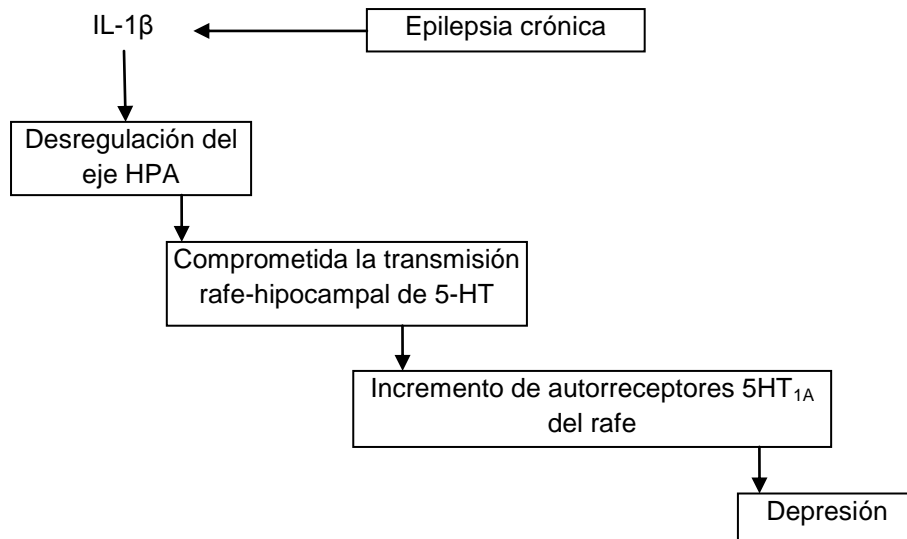 IL-1β
Epilepsia crónica
Desregulación del
eje HPA
Comprometida la transmisión
rafe-hipocampal de 5-HT
Incremento de autorreceptores 5HT₁ₐ
del rafe
Depresión